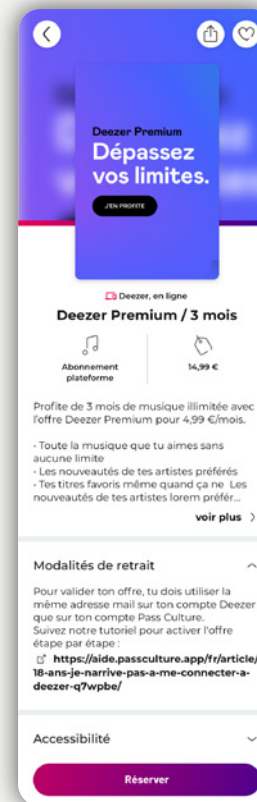 Deezer Premium
Dépassez
vos limites.
J'EN PROFITE
Deezer, en ligne
Deezer Premium / 3 mois
Abonnement
plateforme
14,99 €
Profite de 3 mois de musique illimitée avec
l'offre Deezer Premium pour 4,99 €/mois.
- Toute la musique que tu aimes sans
aucune limite
- Les nouveautés de tes artistes préférés
- Tes titres favoris même quand ça ne Les
nouveautés de tes artistes lorem préfér...
voir plus
Modalités de retrait
Pour valider ton offre, tu dois utiliser la
même adresse mail sur ton compte Deezer
que sur ton compte Pass Culture.
Suivez notre tutoriel pour activer l'offre
étape par étape :
https://aide.passculture.app/fr/article/
18-ans-je-narrive-pas-a-me-connecter-a-
deezer-q7wpbe/
Accessibilité
Réserver